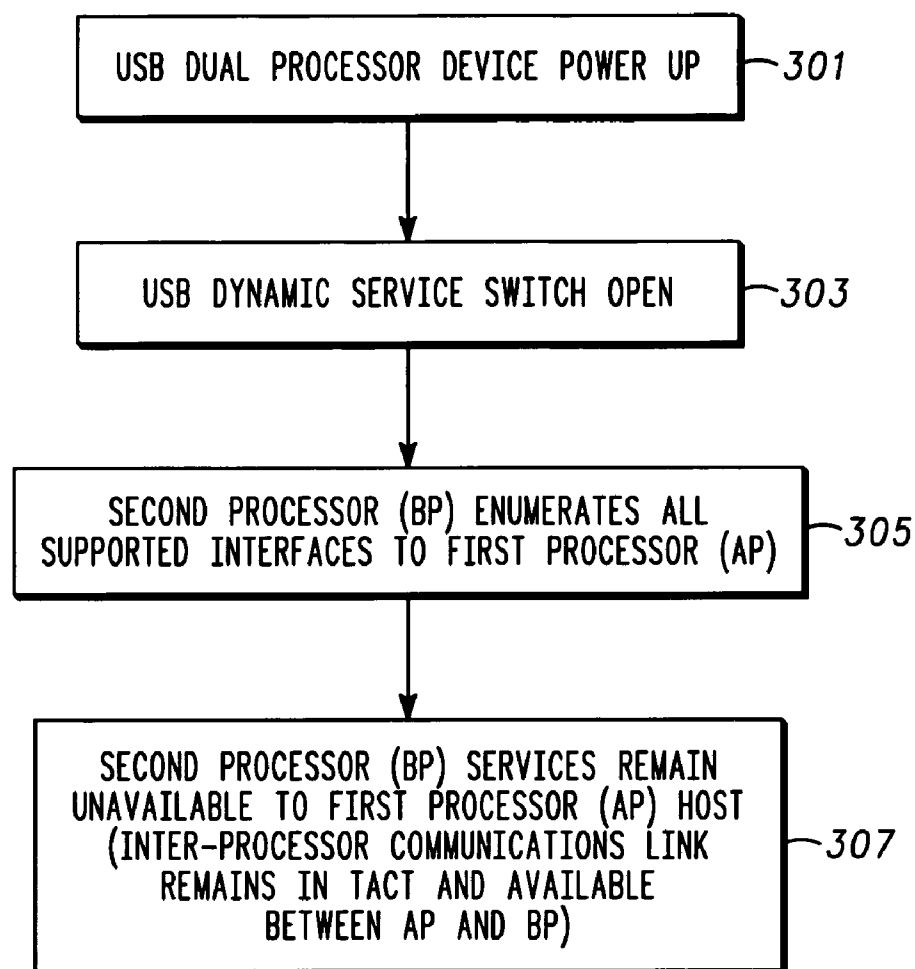 USB DUAL PROCESSOR DEVICE POWER UP
301
USB DYNAMIC SERVICE SWITCH OPEN
303
SECOND PROCESSOR (BP) ENUMERATES ALL
SUPPORTED INTERFACES TO FIRST PROCESSOR (AP)
305
SECOND PROCESSOR (BP) SERVICES REMAIN
UNAVAILABLE TO FIRST PROCESSOR (AP) HOST
(INTER-PROCESSOR COMMUNICATIONS LINK
REMAINS IN TACT AND AVAILABLE
BETWEEN AP AND BP)
307